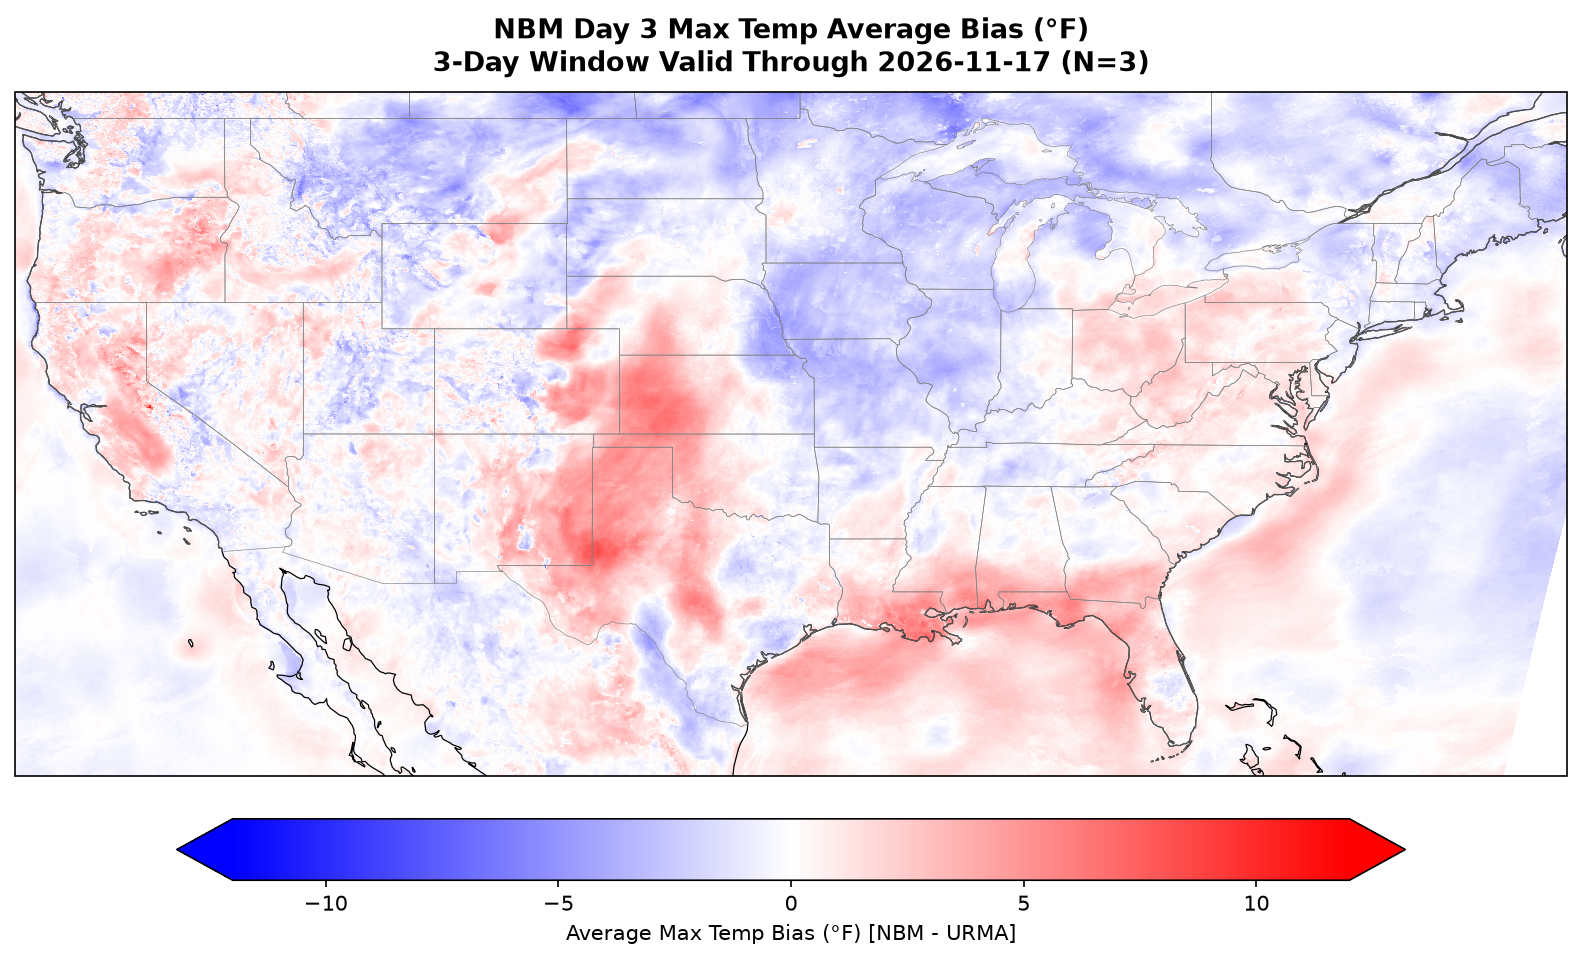 NBM Day 3 Max Temp Average Bias (°F)
3-Day Window Valid Through 2026-11-17 (N=3)
−10 −5 0 5 10
Average Max Temp Bias (°F) [NBM - URMA]